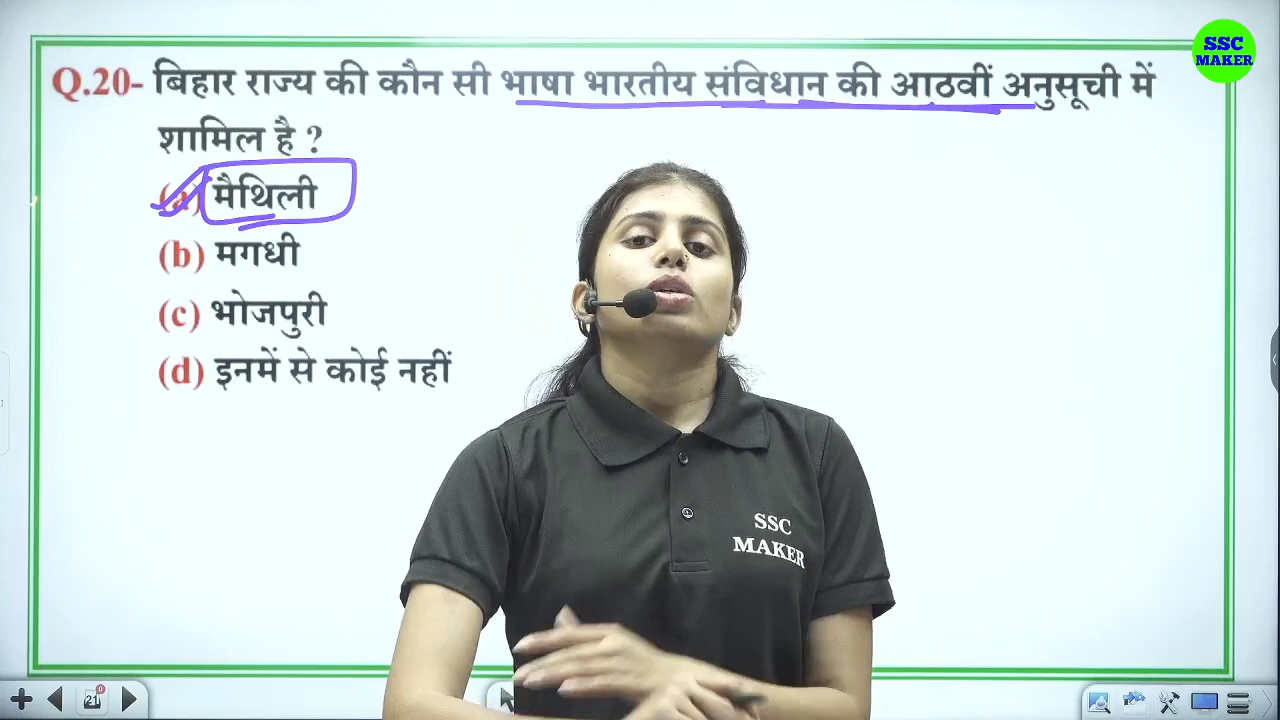 SSC
MAKER
Q.20- बिहार राज्य की कौन सी भाषा भारतीय संविधान की आठवीं अनुसूची में
शामिल है ?
(a) मैथिली
(b) मगधी
(c) भोजपुरी
(d) इनमें से कोई नहीं
SSC
MAKER
21